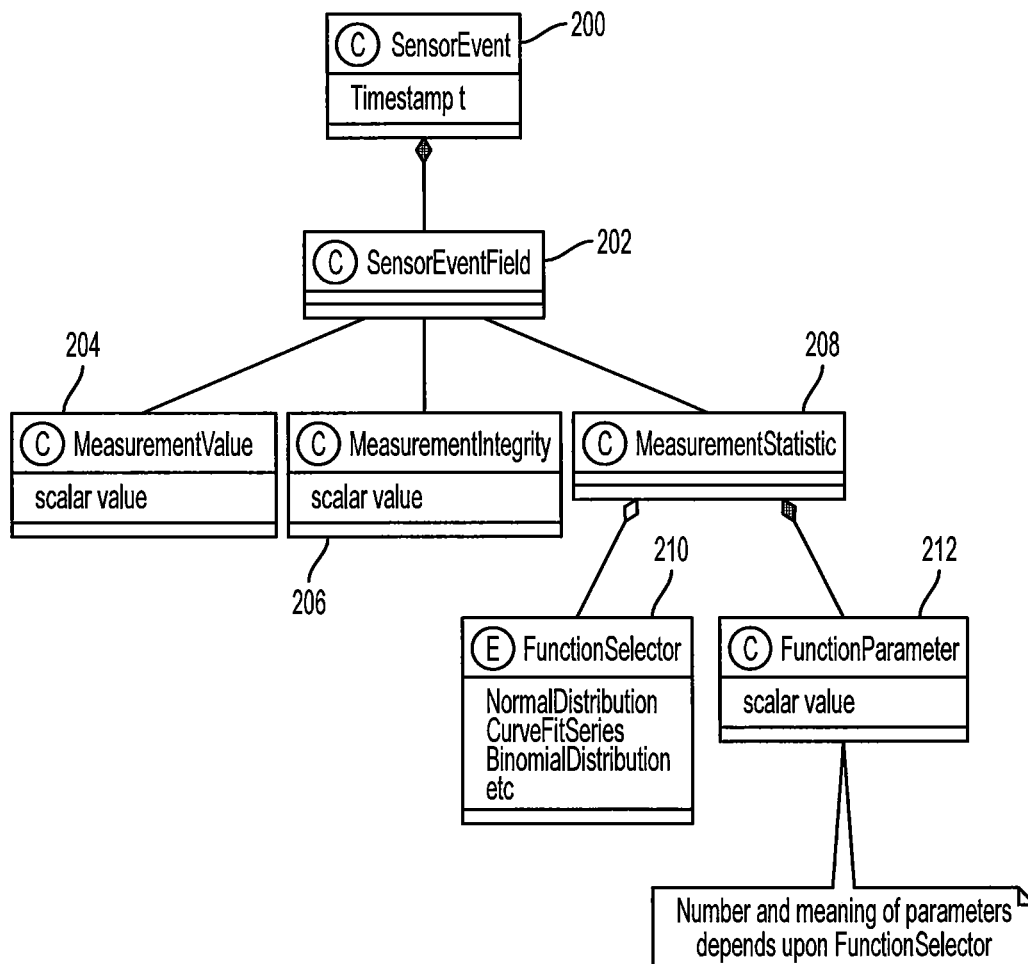 200
C SensorEvent
Timestamp t
202
C SensorEventField
204
208
C MeasurementValue
scalar value
C MeasurementIntegrity
scalar value
C MeasurementStatistic
206
210
212
E FunctionSelector
NormalDistribution
CurveFitSeries
BinomialDistribution
etc
C FunctionParameter
scalar value
Number and meaning of parameters
depends upon FunctionSelector